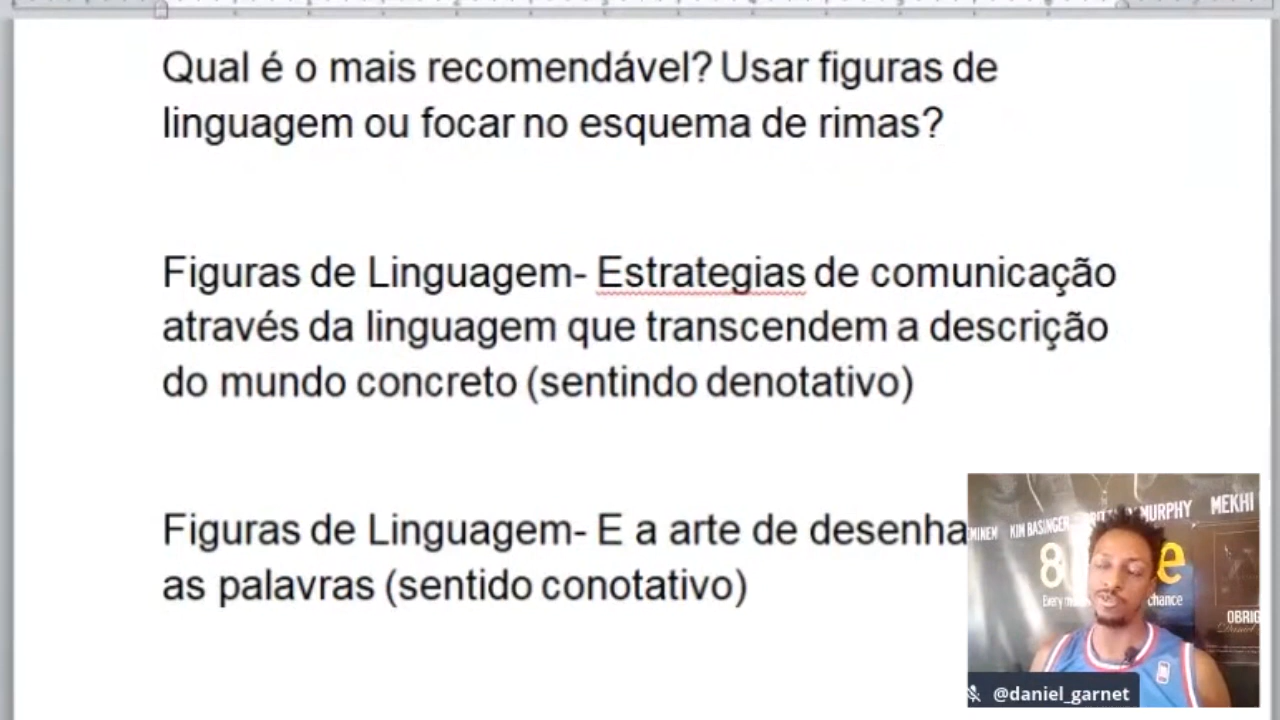 Qual é o mais recomendável? Usar figuras de
linguagem ou focar no esquema de rimas?
Figuras de Linguagem- Estrategias de comunicação
através da linguagem que transcendem a descrição
do mundo concreto (sentindo denotativo)
Figuras de Linguagem- E a arte de desenha
as palavras (sentido conotativo)
KIM BASINGER MURPHY MEKHI
8 e
chance
OBRIG
@daniel_garnet